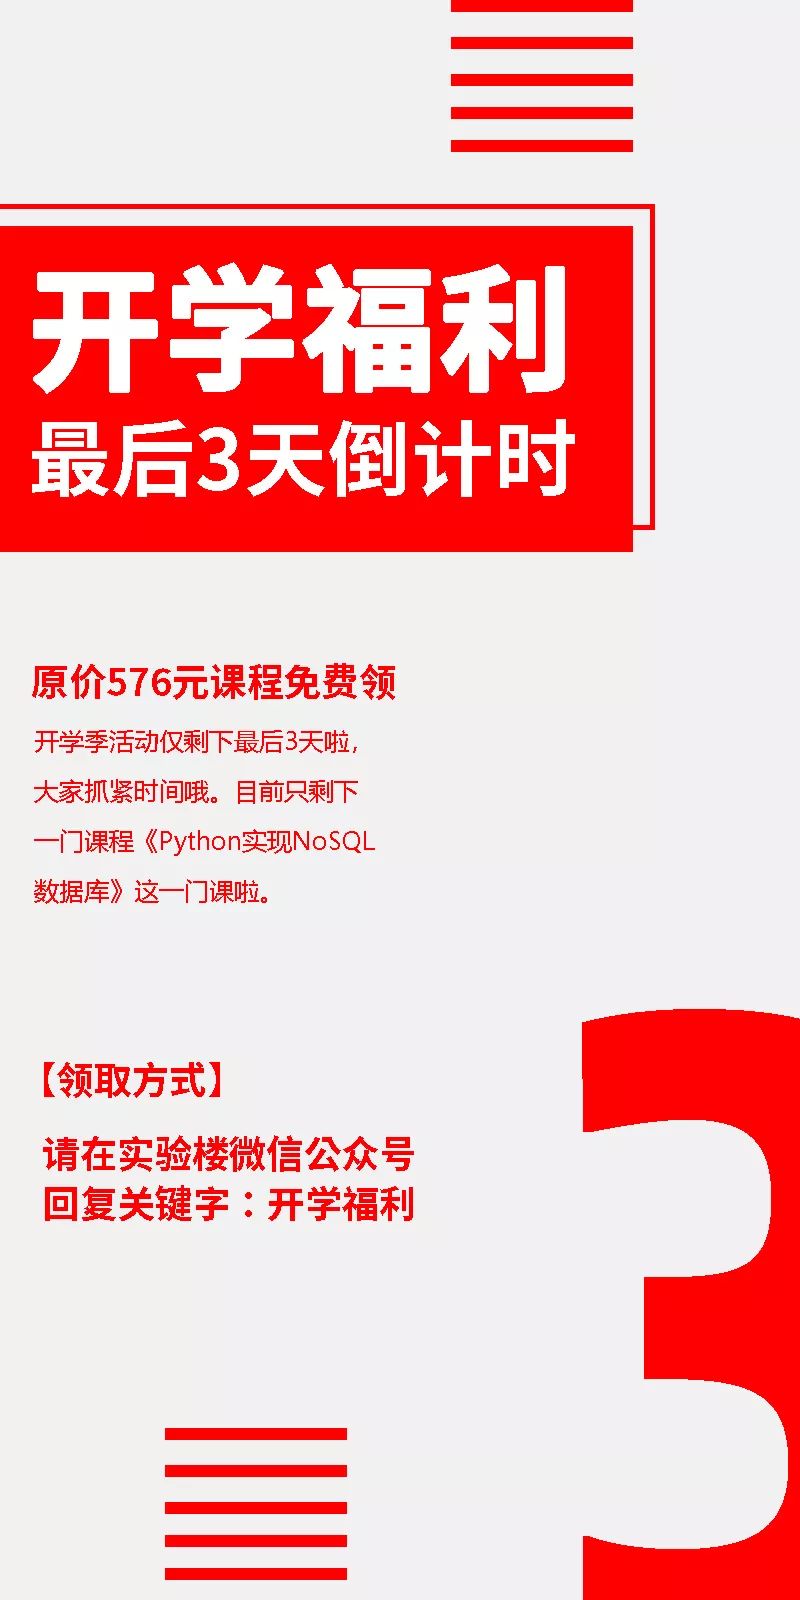 开学福利
最后3天倒计时
原价576元课程免费领
开学季活动仅剩下最后3天啦，
大家抓紧时间哦。目前只剩下
一门课程《Python实现NoSQL
数据库》这一门课啦。
【领取方式】
请在实验楼微信公众号
回复关键字：开学福利
3